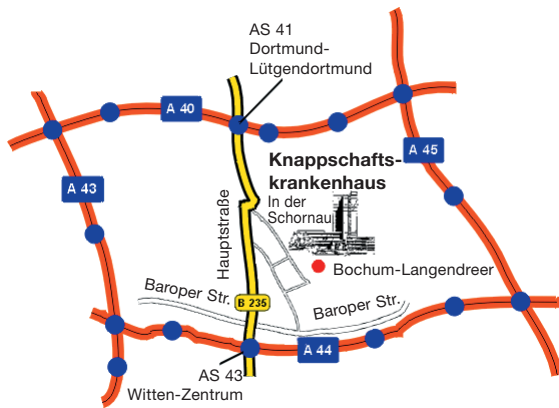 AS 41
Dortmund-
Lütgendortmund
A 40
A 45
A 43
Knappschafts-
krankenhaus
In der
Schornau
Hauptstraße
Bochum-Langendreer
Baroper Str.
B 235
Baroper Str.
A 44
AS 43
Witten-Zentrum